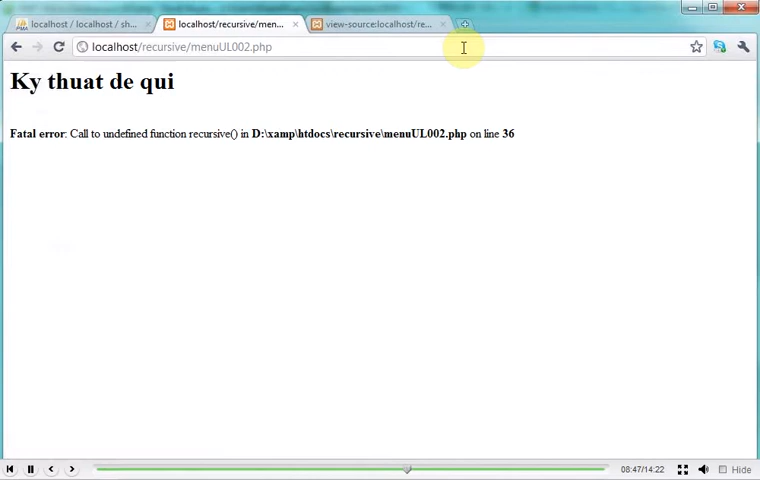 localhost / localhost / sh...
localhost/recursive/men...
view-source:localhost/re...
localhost/recursive/menuUL002.php
Ky thuat de qui
Fatal error: Call to undefined function recursive() in D:\xamp\htdocs\recursive\menuUL002.php on line 36
08:47/14:22
Hide